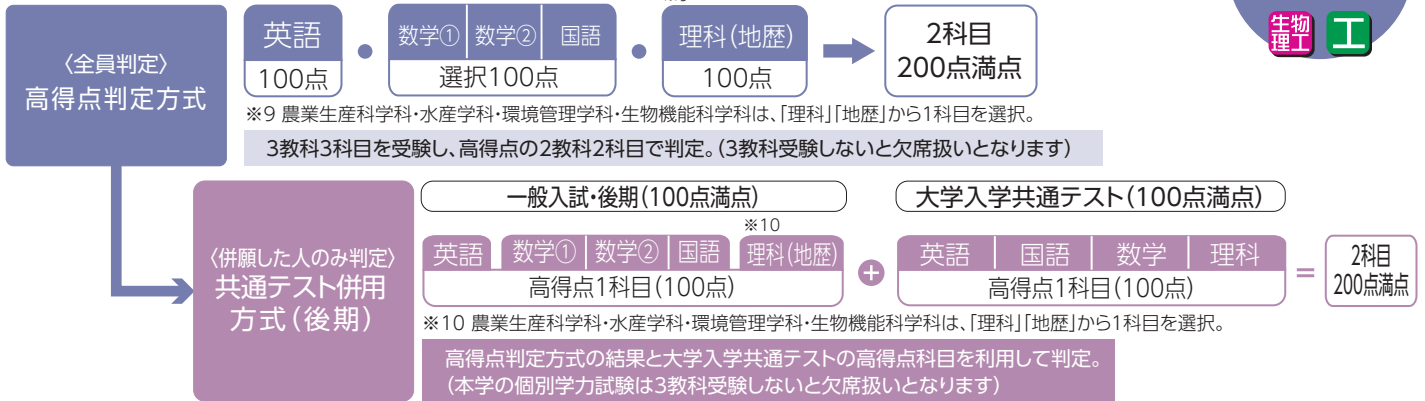 生物理工
工
〈全員判定〉
高得点判定方式
英語
100点
数学① 数学② 国語
選択100点
理科(地歴)
100点
2科目
200点満点
※9 農業生産科学科・水産学科・環境管理学科・生物機能科学科は、「理科」「地歴」から1科目を選択。
3教科3科目を受験し、高得点の2教科2科目で判定。(3教科受験しないと欠席扱いとなります)
〈併願した人のみ判定〉
共通テスト併用
方式(後期)
一般入試・後期(100点満点)
※10
英語 数学① 数学② 国語 理科(地歴)
高得点1科目(100点)
+
大学入学共通テスト(100点満点)
英語 国語 数学 理科
高得点1科目(100点)
=
2科目
200点満点
※10 農業生産科学科・水産学科・環境管理学科・生物機能科学科は、「理科」「地歴」から1科目を選択。
高得点判定方式の結果と大学入学共通テストの高得点科目を利用して判定。
(本学の個別学力試験は3教科受験しないと欠席扱いとなります)